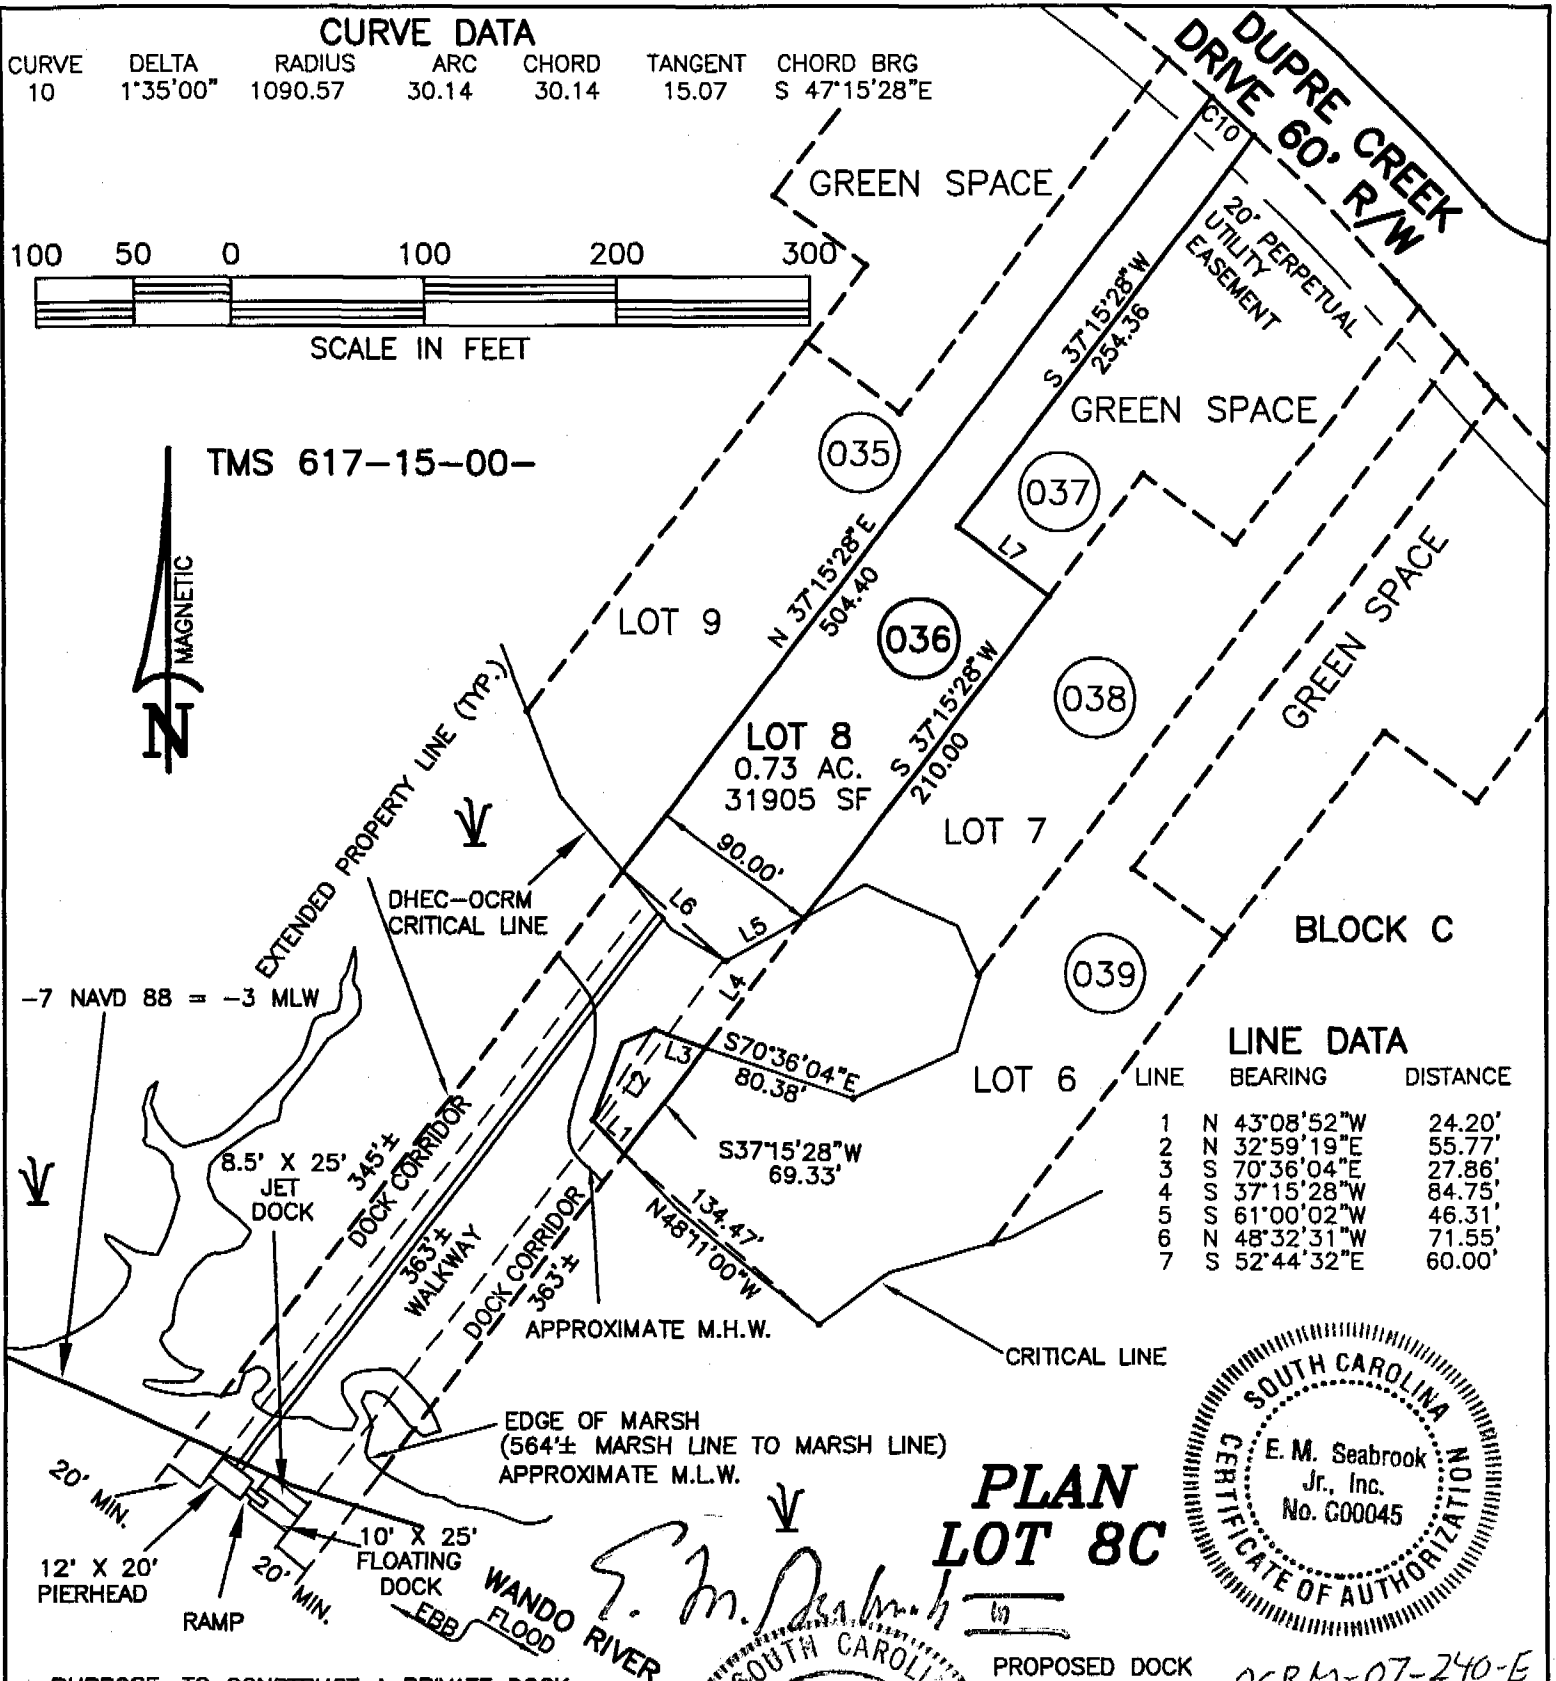 CURVE DATA
CURVE DELTA RADIUS ARC CHORD TANGENT CHORD BRG
10 1°35'00" 1090.57 30.14 30.14 15.07 S 47°15'28"E
DUPRE CREEK
DRIVE 60' R/W
C10
GREEN SPACE
20' PERPETUAL
UTILITY
EASEMENT
100 50 0 100 200 300
SCALE IN FEET
S 37°15'28"W
254.36
GREEN SPACE
TMS 617-15-00-
035
037
L7
MAGNETIC
N
N 37°15'28"E
504.40
LOT 9
036
GREEN SPACE
038
S 37°15'28"W
210.00
LOT 8
0.73 AC.
31905 SF
LOT 7
EXTENDED PROPERTY LINE (TYP.)
90.00'
DHEC-OCRM
CRITICAL LINE
L6
L5
BLOCK C
039
L4
-7 NAVD 88 = -3 MLW
S70°36'04"E
80.38'
L3
L2
L1
LOT 6
LINE DATA
LINE BEARING DISTANCE
1 N 43°08'52"W 24.20'
2 N 32°59'19"E 55.77'
3 S 70°36'04"E 27.86'
4 S 37°15'28"W 84.75'
5 S 61°00'02"W 46.31'
6 N 48°32'31"W 71.55'
7 S 52°44'32"E 60.00'
S37°15'28"W
69.33'
134.47'
N48°11'00"W
345'±
DOCK CORRIDOR
8.5' X 25'
JET
DOCK
363'±
WALKWAY
DOCK CORRIDOR
363'±
APPROXIMATE M.H.W.
CRITICAL LINE
EDGE OF MARSH
(564'± MARSH LINE TO MARSH LINE)
APPROXIMATE M.L.W.
20' MIN.
12' X 20'
PIERHEAD
RAMP
20' MIN.
10' X 25'
FLOATING
DOCK
EBB
FLOOD
WANDO RIVER
PLAN
LOT 8C
SOUTH CAROLINA
CERTIFICATE OF AUTHORIZATION
E. M. Seabrook
Jr., Inc.
No. C00045
E. M. Seabrook
SOUTH CAROLI
PROPOSED DOCK
OCRM-07-240-E
PURPOSE TO CONSTRUCT A PRIVATE DOCK